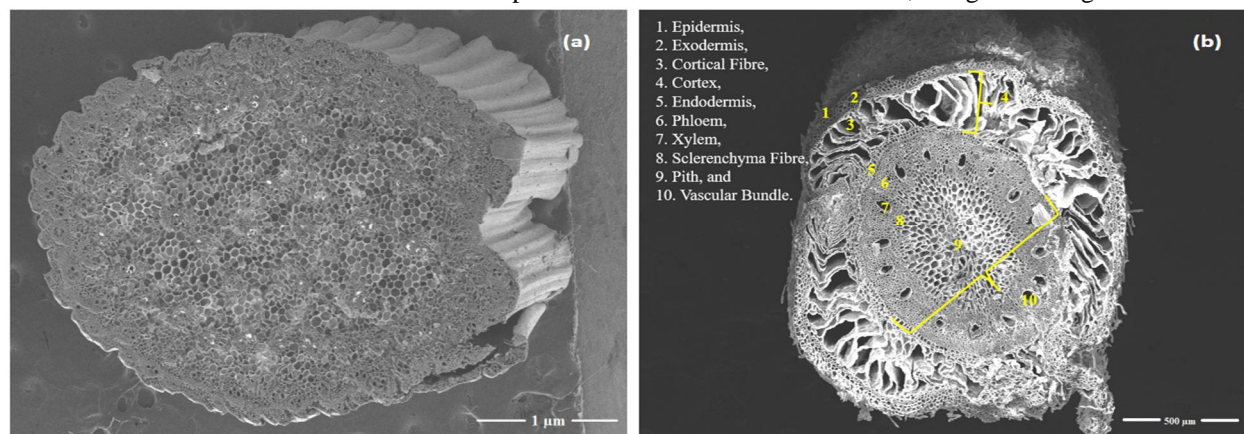 (a)
1 µm
1. Epidermis,
2. Exodermis,
3. Cortical Fibre,
4. Cortex,
5. Endodermis,
6. Phloem,
7. Xylem,
8. Sclerenchyma Fibre,
9. Pith, and
10. Vascular Bundle.
(b)
1
2
3
4
5
6
7
8
9
10
500 µm